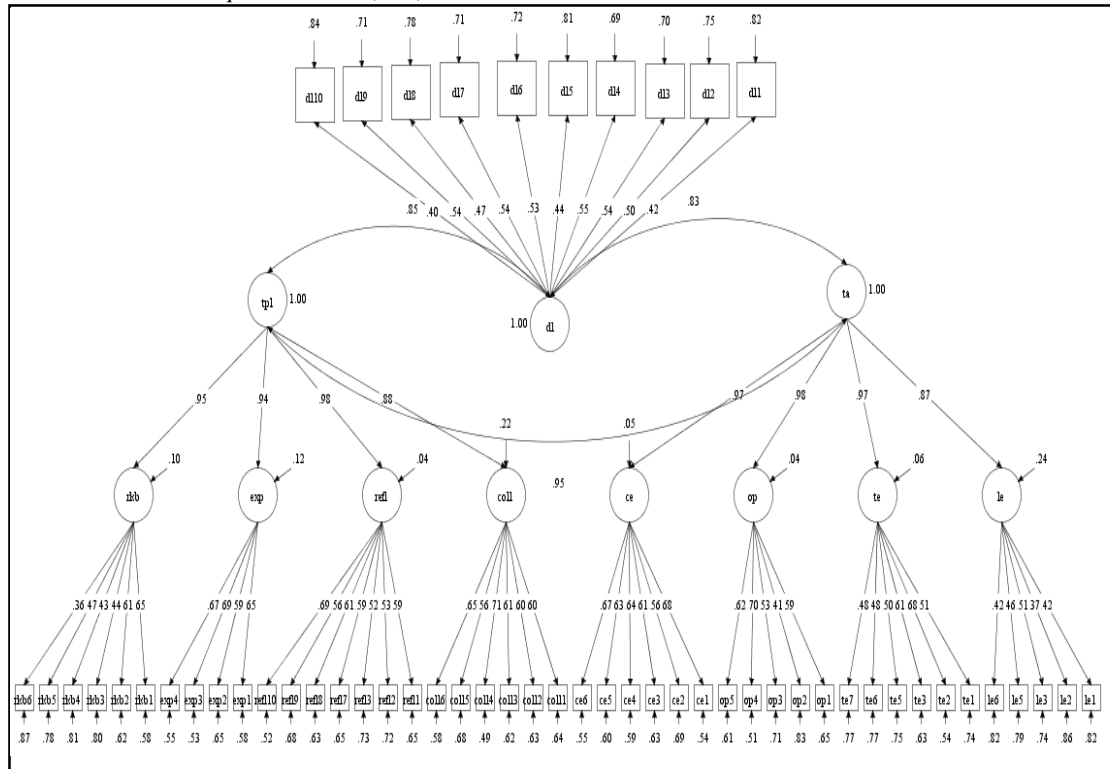 .84 .71 .78 .71 .72 .81 .69 .70 .75 .82
dl10 dl9 dl8 dl7 dl6 dl5 dl4 dl3 dl2 dl1
.85 .40 .54 .47 .54 .53 .44 .55 .54 .50 .42 .83
tpl 1.00 1.00 dl ta 1.00
.95 .94 .98 .88 .97 .98 .97 .87
.22 .05
.10 .12 .04 .04 .06 .24
rkb exp refl coll ce op te le
.95
.36 47 43 44 61 65 .67 69 59 65 .69 56 61 59 52 53 59 .65 56 71 61 60 60 .67 63 64 61 56 68 .62 70 53 41 59 .48 48 50 61 68 51 .42 46 51 37 42
rkb6 rkb5 rkb4 rkb3 rkb2 rkb1 exp4 exp3 exp2 exp1 refl10 refl9 refl8 refl7 refl3 refl2 refl1 coll6 coll5 coll4 coll3 coll2 coll1 ce6 ce5 ce4 ce3 ce2 ce1 op5 op4 op3 op2 op1 te7 te6 te5 te3 te2 te1 le6 le5 le3 le2 le1
.87 .78 .81 .80 .62 .58 .55 .53 .65 .58 .52 .68 .63 .65 .73 .72 .65 .58 .68 .49 .62 .63 .64 .55 .60 .59 .63 .69 .54 .61 .51 .71 .83 .65 .77 .77 .75 .63 .54 .74 .82 .79 .74 .86 .82